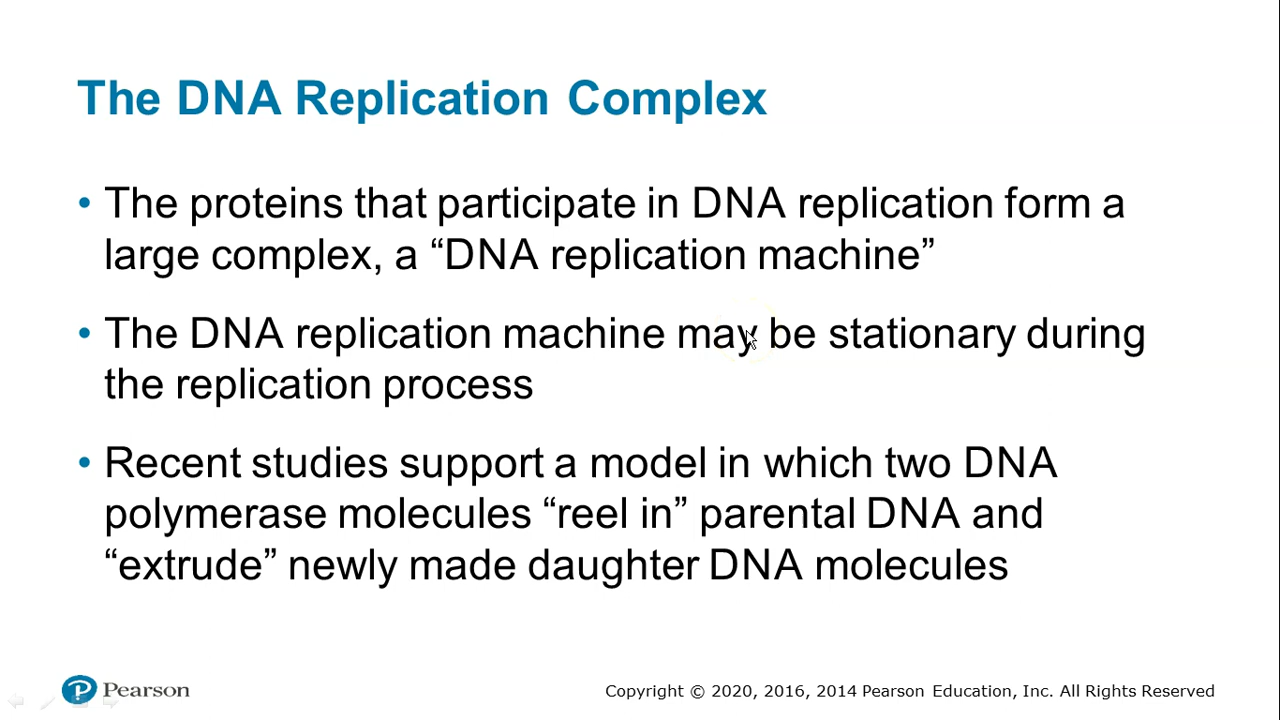 The DNA Replication Complex
• The proteins that participate in DNA replication form a
large complex, a “DNA replication machine”
• The DNA replication machine may be stationary during
the replication process
• Recent studies support a model in which two DNA
polymerase molecules “reel in” parental DNA and
“extrude” newly made daughter DNA molecules
P Pearson
Copyright © 2020, 2016, 2014 Pearson Education, Inc. All Rights Reserved